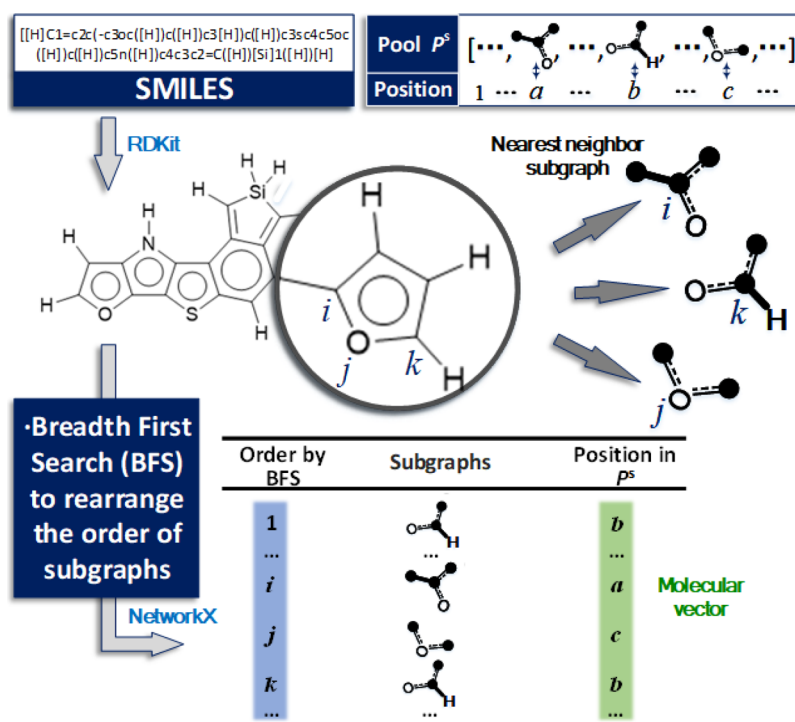 [[H]C1=c2c(-c3oc([H])c([H])c3[H])c([H])c3sc4c5oc
([H])c([H])c5n([H])c4c3c2=C([H])[Si]1([H])[H]
SMILES
Pool Pˢ [···, O , ···, O H , ···, O , ···]
Position 1 ··· a ··· b ··· c ···
RDKit
Nearest neighbor
subgraph
i
O
O
k
H
j
O
H H
H Si
H
H N
H
O S
H
H
H
i
O
j
k
H
·Breadth First
Search (BFS)
to rearrange
the order of
subgraphs
NetworkX
Order by
BFS
Subgraphs
Position in
Pˢ
1 O H b
... ... ...
i O a
j O c
k O H b
... ... ...
Molecular
vector